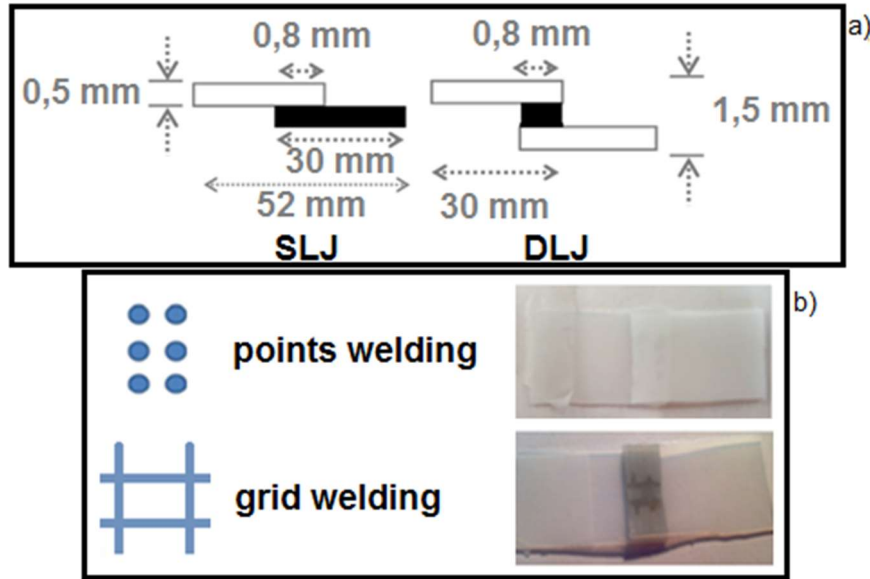 a)
0,8 mm 0,8 mm
0,5 mm
1,5 mm
30 mm
52 mm 30 mm
SLJ DLJ
b)
points welding
grid welding